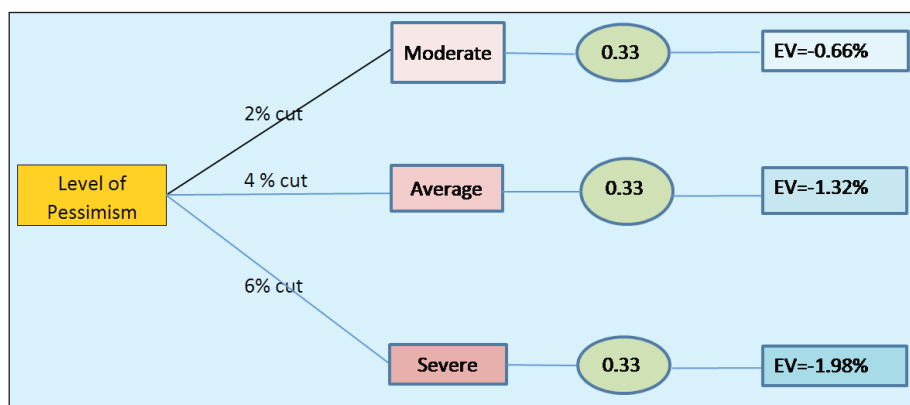 Moderate
0.33
EV=-0.66%
2% cut
Level of
Pessimism
4 % cut
Average
0.33
EV=-1.32%
6% cut
Severe
0.33
EV=-1.98%